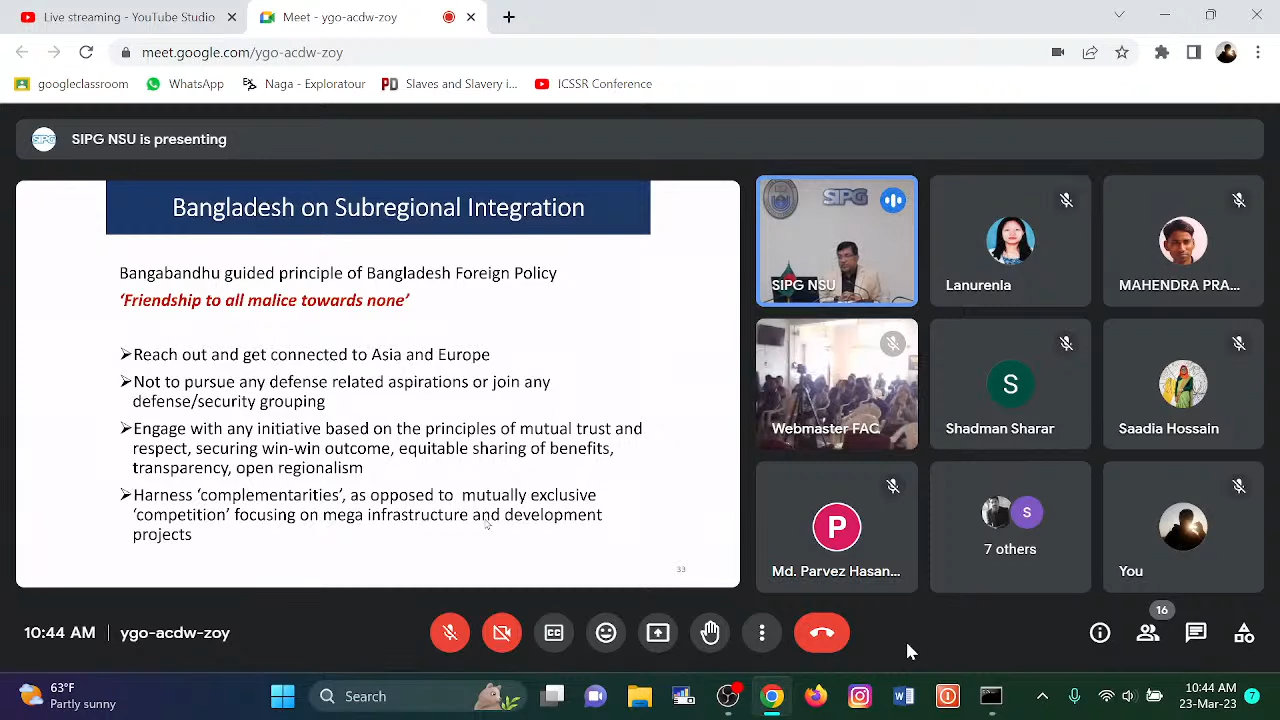 Live streaming - YouTube Studio
Meet - ygo-acdw-zoy
meet.google.com/ygo-acdw-zoy
googleclassroom
WhatsApp
Naga - Exploratour
PD
Slaves and Slavery i...
ICSSR Conference
SIPG NSU is presenting
Bangladesh on Subregional Integration
Bangabandhu guided principle of Bangladesh Foreign Policy
‘Friendship to all malice towards none’
➢Reach out and get connected to Asia and Europe
➢Not to pursue any defense related aspirations or join any
defense/security grouping
➢Engage with any initiative based on the principles of mutual trust and
respect, securing win-win outcome, equitable sharing of benefits,
transparency, open regionalism
➢Harness ‘complementarities’, as opposed to mutually exclusive
‘competition’ focusing on mega infrastructure and development
projects
33
SIPG
SIPG NSU
Lanurenla
MAHENDRA PRA...
Webmaster FAC
S
Shadman Sharar
Saadia Hossain
P
Md. Parvez Hasan...
S
7 others
You
10:44 AM
ygo-acdw-zoy
16
63°F
Partly sunny
Search
10:44 AM
23-Mar-23
7